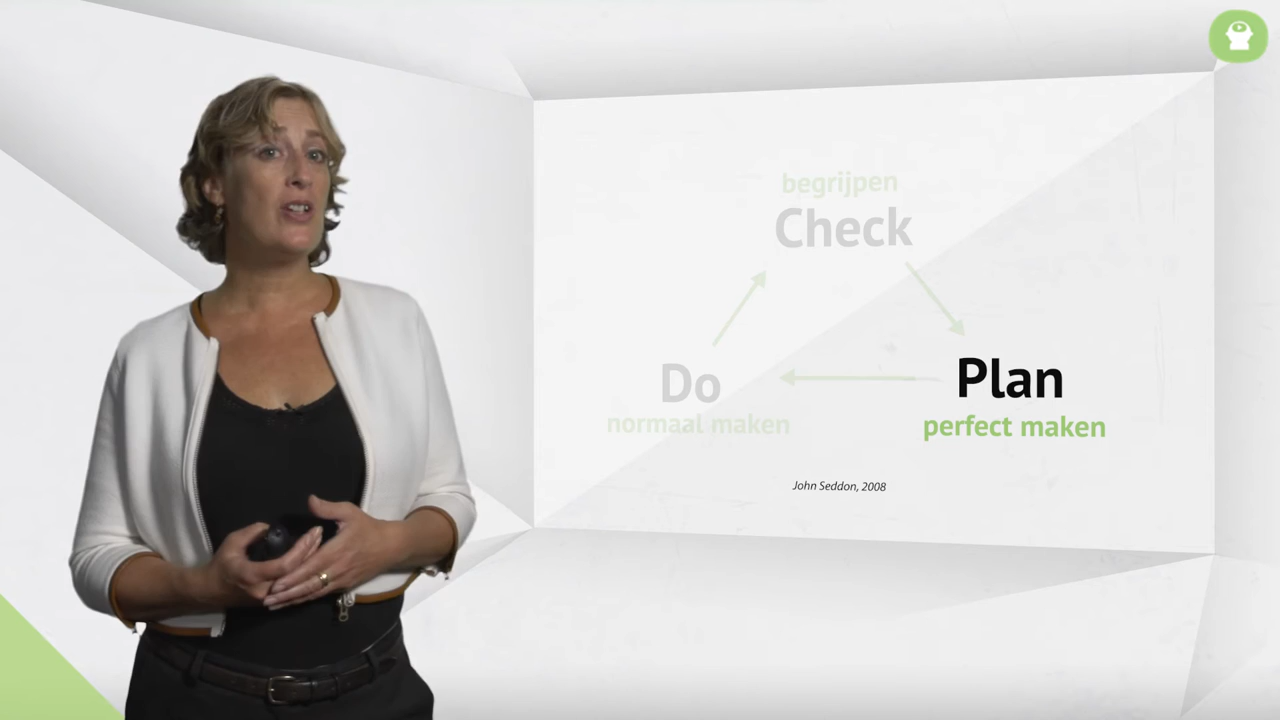 begrijpen
Check
Do
normaal maken
Plan
perfect maken
John Seddon, 2008